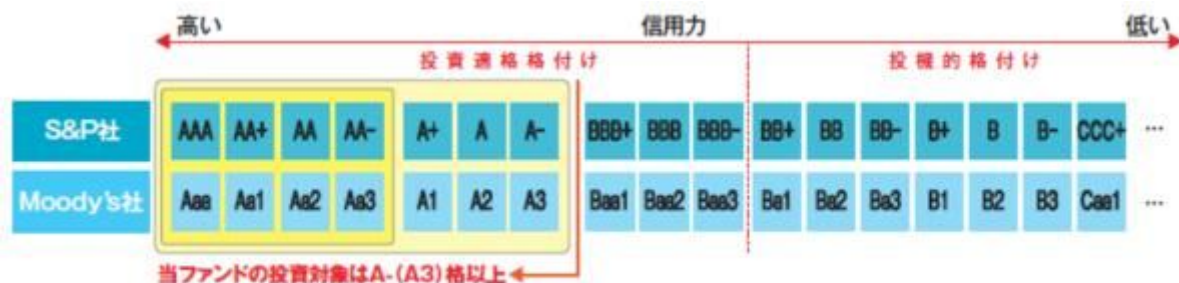 高い 信用力 低い
投資適格格付け 投機的格付け
S&P社 AAA AA+ AA AA- A+ A A- BBB+ BBB BBB- BB+ BB BB- B+ B B- CCC+ …
Moody's社 Aaa Aa1 Aa2 Aa3 A1 A2 A3 Baa1 Baa2 Baa3 Ba1 Ba2 Ba3 B1 B2 B3 Caa1 …
当ファンドの投資対象はA-(A3)格以上